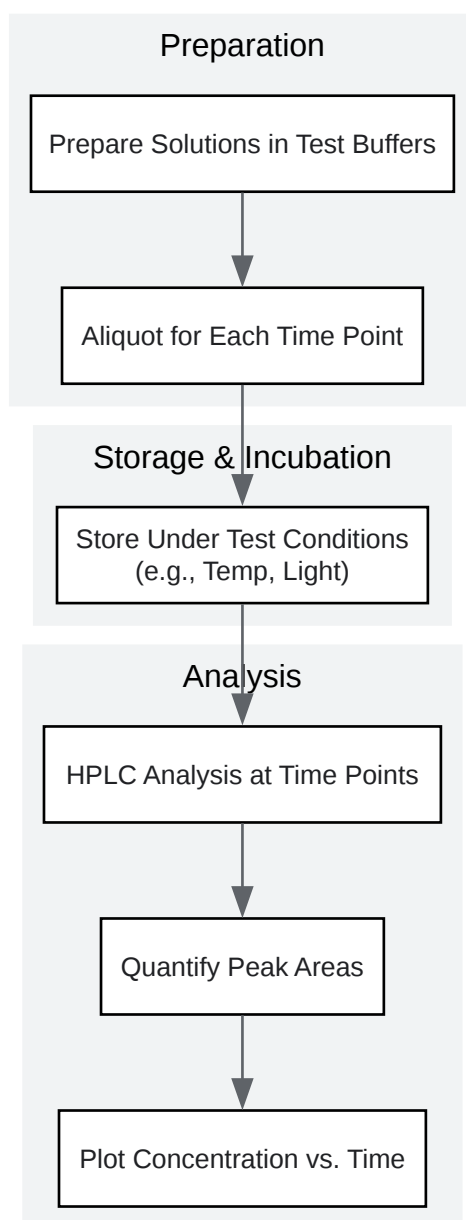 Preparation
Prepare Solutions in Test Buffers
Aliquot for Each Time Point
Storage & Incubation
Store Under Test Conditions
(e.g., Temp, Light)
Analysis
HPLC Analysis at Time Points
Quantify Peak Areas
Plot Concentration vs. Time